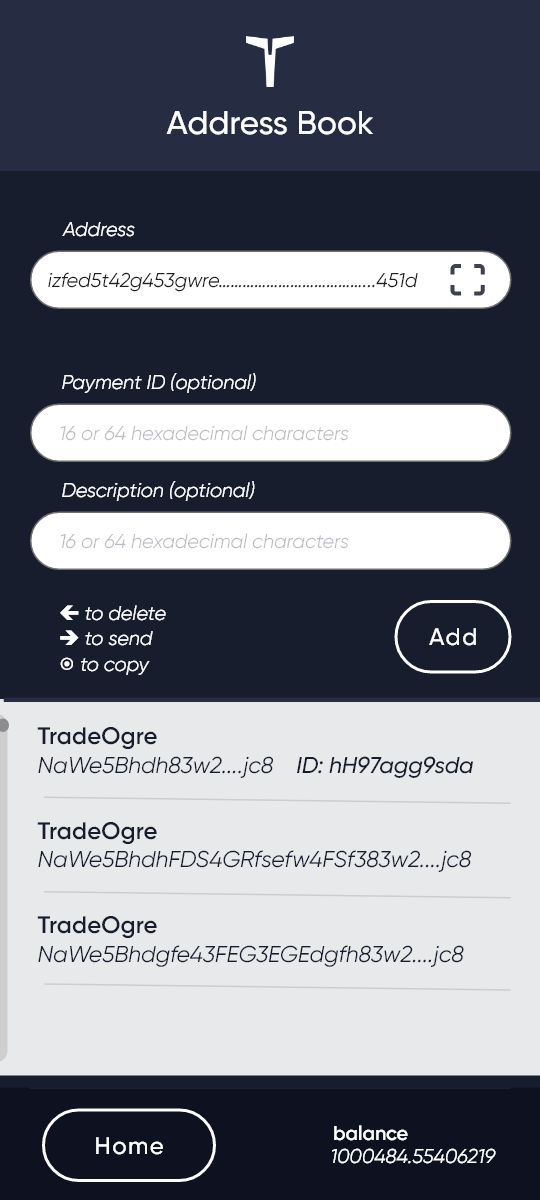 Address Book
Address
izfed5t42g453gwre.......................................451d
Payment ID (optional)
16 or 64 hexadecimal characters
Description (optional)
16 or 64 hexadecimal characters
← to delete
→ to send
to copy
Add
TradeOgre
NaWe5Bhdh83w2....jc8 ID: hH97agg9sda
TradeOgre
NaWe5BhdhFDS4GRfsefw4FSf383w2....jc8
TradeOgre
NaWe5Bhdgfe43FEG3EGEdgfh83w2....jc8
Home
balance
1000484.55406219